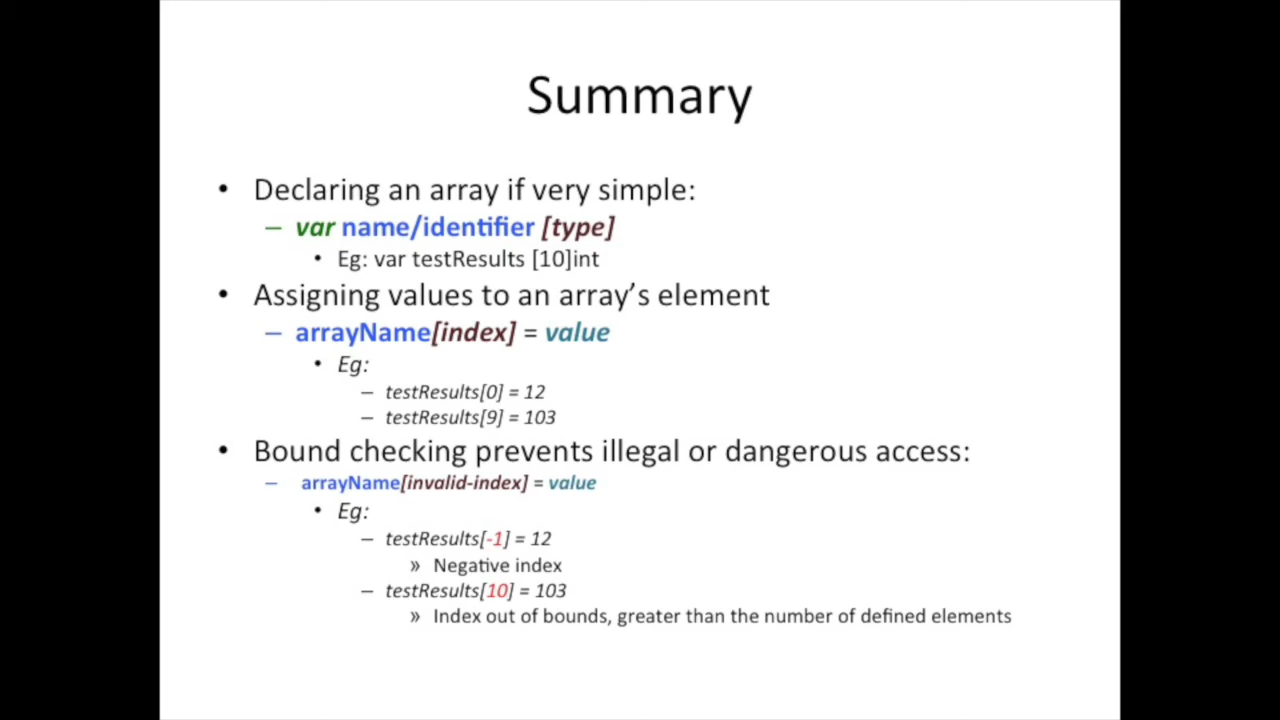 Summary
• Declaring an array if very simple:
– var name/identifier [type]
• Eg: var testResults [10]int
• Assigning values to an array’s element
– arrayName[index] = value
• Eg:
– testResults[0] = 12
– testResults[9] = 103
• Bound checking prevents illegal or dangerous access:
– arrayName[invalid-index] = value
• Eg:
– testResults[-1] = 12
» Negative index
– testResults[10] = 103
» Index out of bounds, greater than the number of defined elements